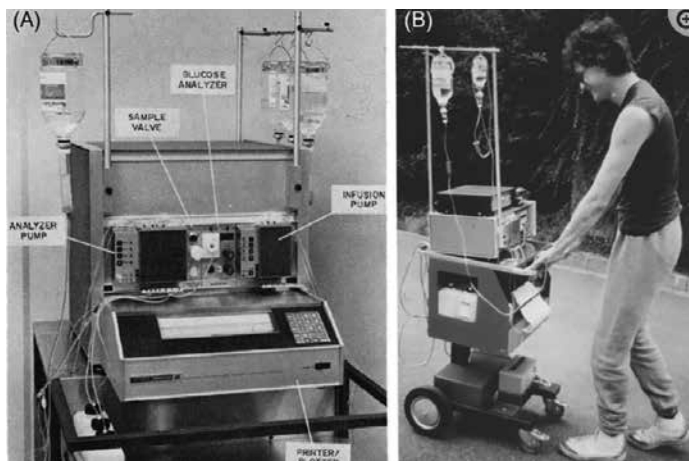 (A)
GLUCOSE
ANALYZER
SAMPLE
VALVE
INFUSION
PUMP
ANALYZER
PUMP
PRINTER/
(B)